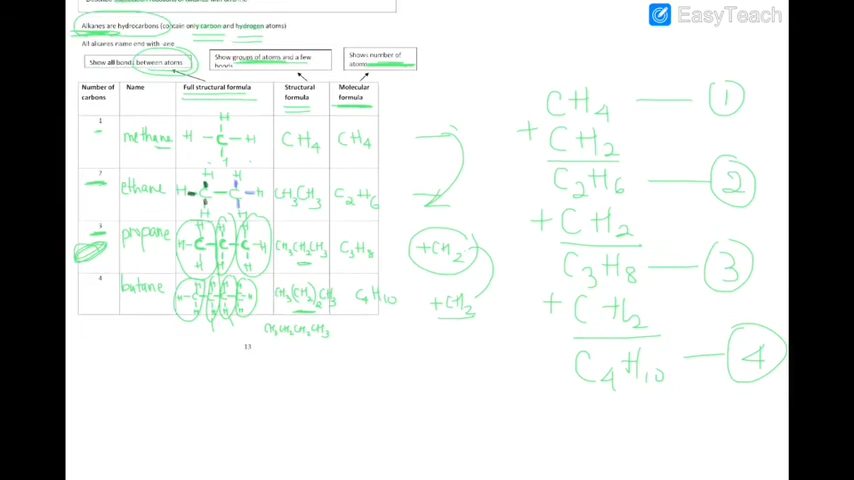 EasyTeach
Alkanes are hydrocarbons (contain only carbon and hydrogen atoms)
All alkanes name end with ane
Show all bonds between atoms
Show groups of atoms and a few bonds
Shows number of atoms
Number of carbons Name Full structural formula Structural formula Molecular formula
1 methane H-C-H H H CH4 CH4
2 ethane H-C-C-H H H H H CH3CH3 C2H6
3 propane H-C-C-C-H H H H H H H CH3CH2CH3 C3H8
4 butane H-C-C-C-C-H H H H H H H H H CH3(CH2)2CH3 C4H10
CH3CH2CH2CH3
13
+CH2
+CH2
CH4 — 1
+ CH2
C2H6 — 2
+ CH2
C3H8 — 3
+ CH2
C4H10 — 4